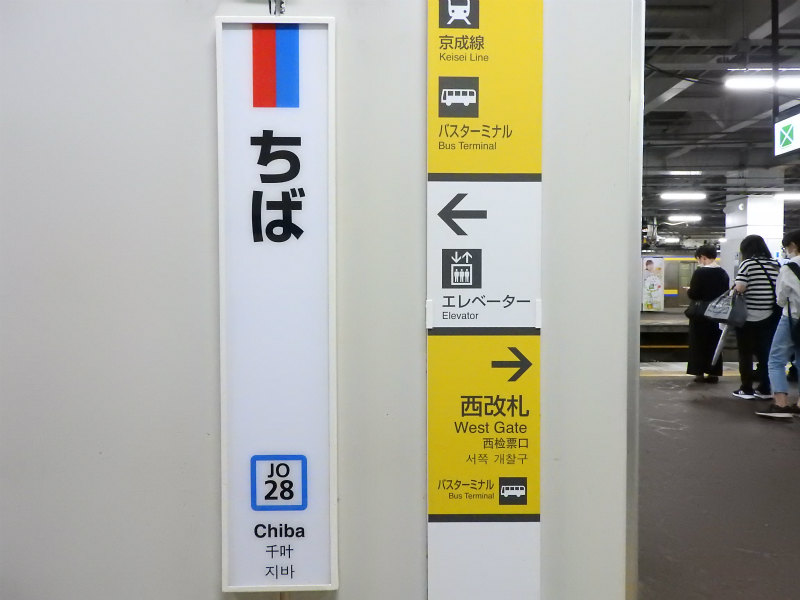 ちば
JO
28
Chiba
千叶
지바
京成線
Keisei Line
バスターミナル
Bus Terminal
エレベーター
Elevator
西改札
West Gate
西检票口
서쪽 개찰구
バスターミナル
Bus Terminal